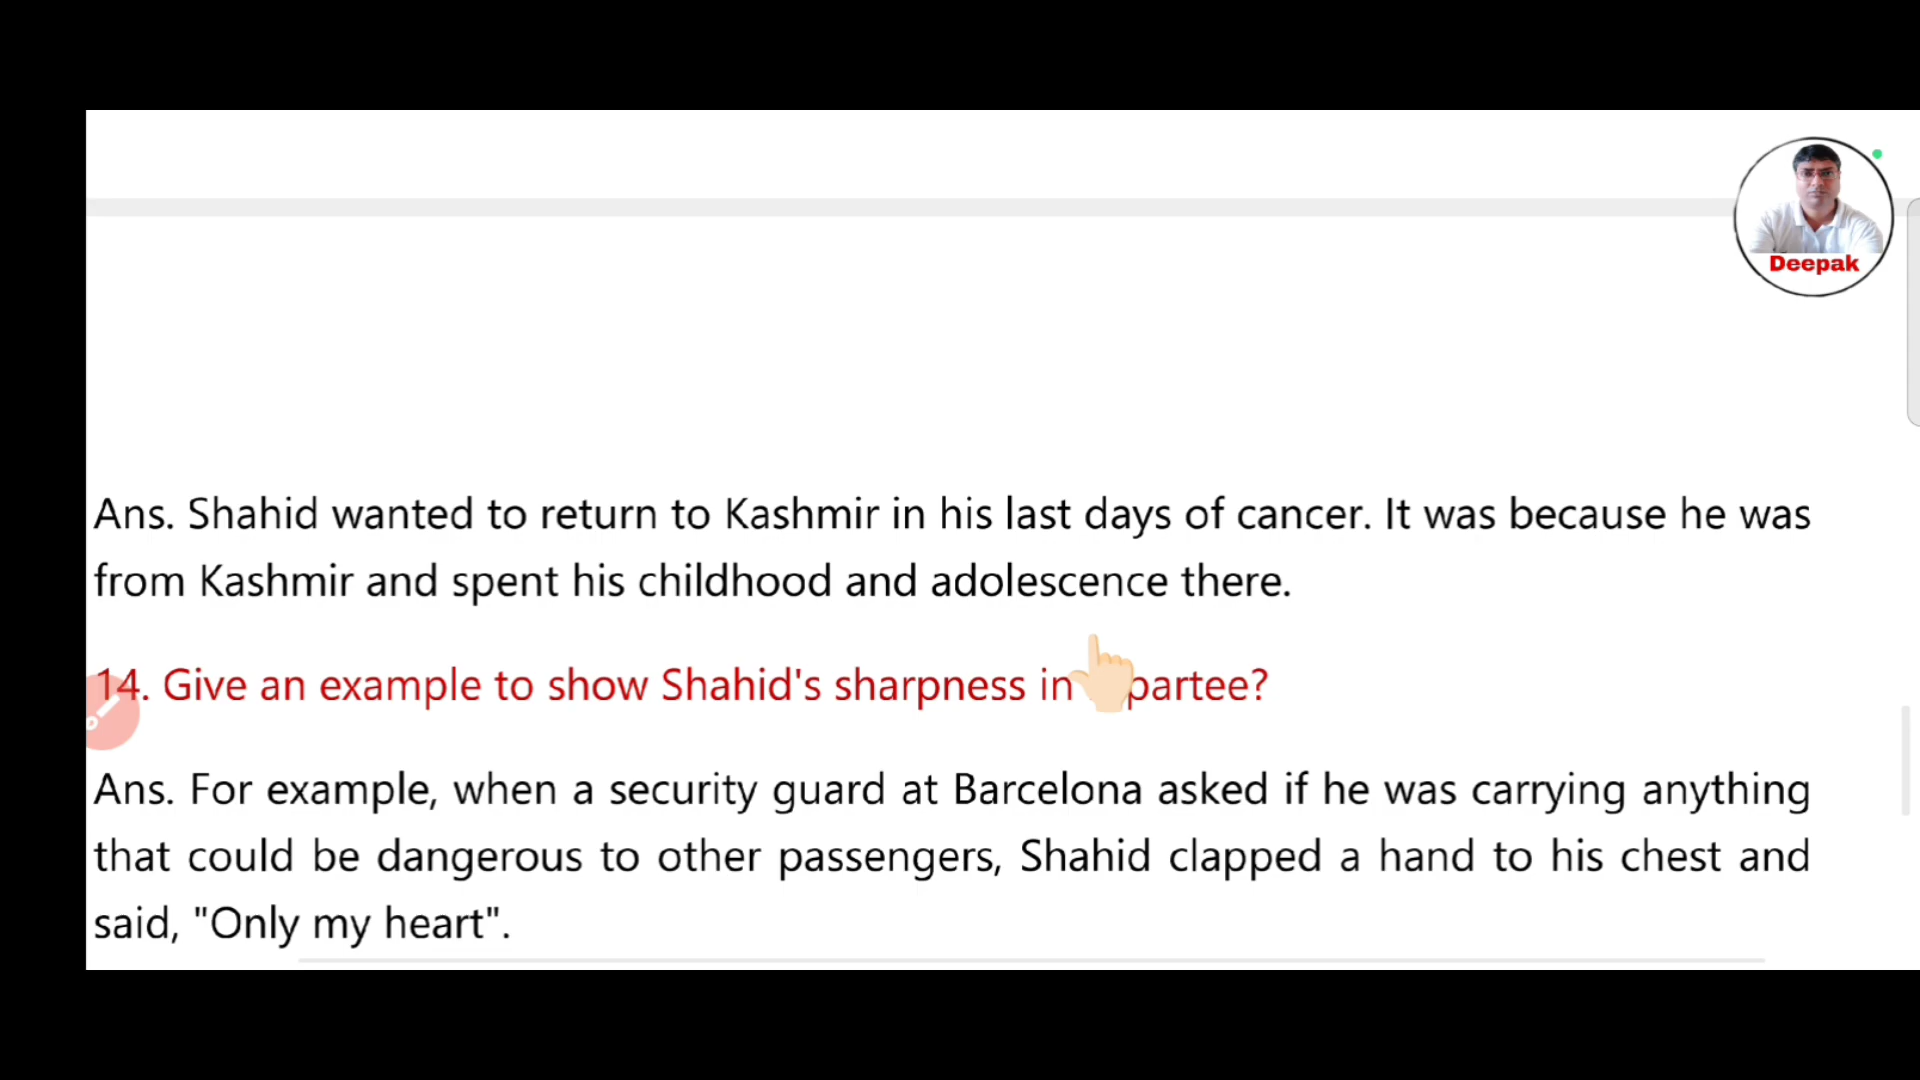 Deepak
Ans. Shahid wanted to return to Kashmir in his last days of cancer. It was because he was
from Kashmir and spent his childhood and adolescence there.
14. Give an example to show Shahid's sharpness in partee?
Ans. For example, when a security guard at Barcelona asked if he was carrying anything
that could be dangerous to other passengers, Shahid clapped a hand to his chest and
said, "Only my heart".